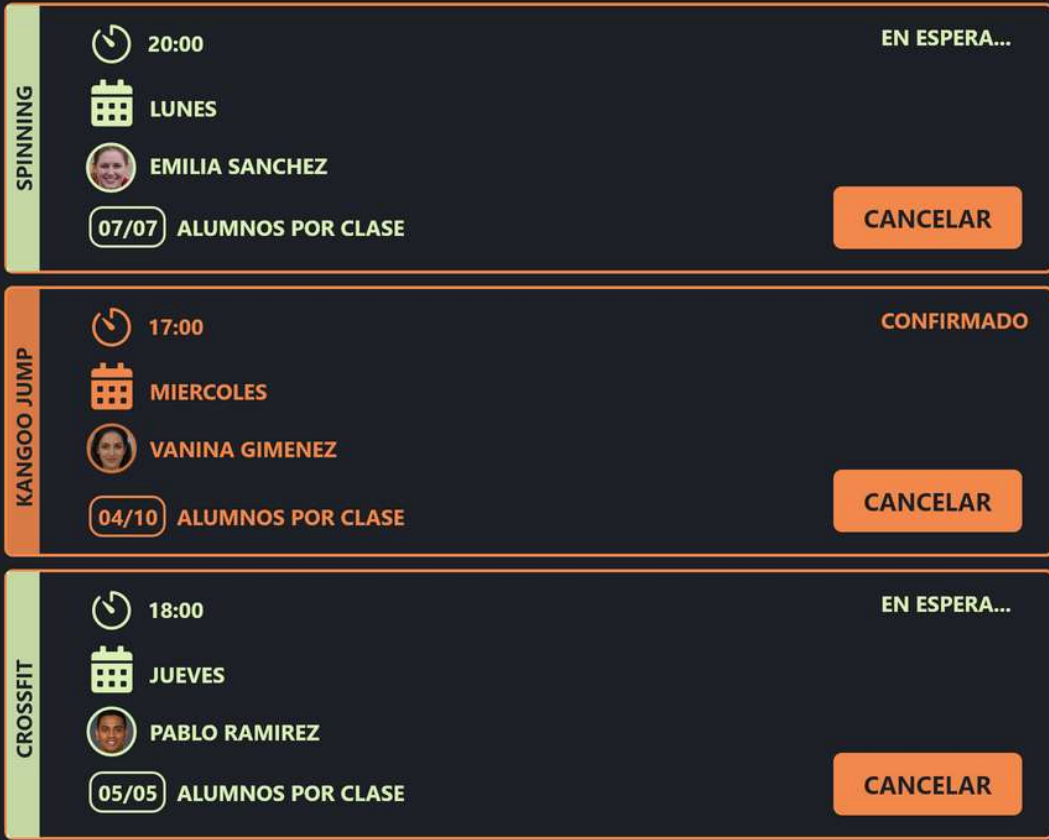 SPINNING
20:00
EN ESPERA...
LUNES
EMILIA SANCHEZ
07/07 ALUMNOS POR CLASE
CANCELAR
KANGOO JUMP
17:00
CONFIRMADO
MIERCOLES
VANINA GIMENEZ
04/10 ALUMNOS POR CLASE
CANCELAR
CROSSFIT
18:00
EN ESPERA...
JUEVES
PABLO RAMIREZ
05/05 ALUMNOS POR CLASE
CANCELAR